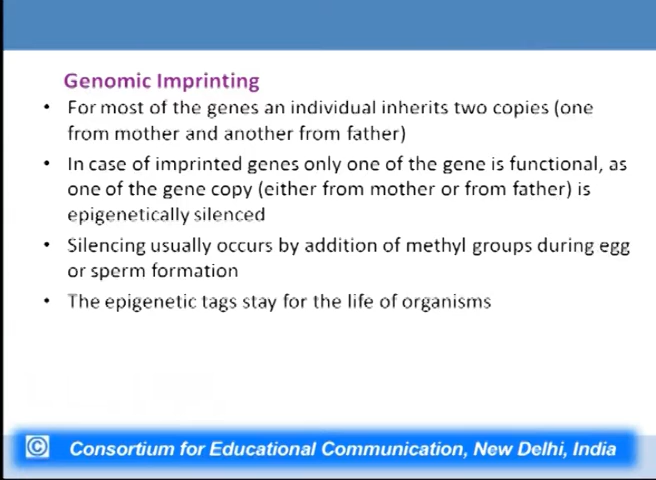 Genomic Imprinting
• For most of the genes an individual inherits two copies (one
from mother and another from father)
• In case of imprinted genes only one of the gene is functional, as
one of the gene copy (either from mother or from father) is
epigenetically silenced
• Silencing usually occurs by addition of methyl groups during egg
or sperm formation
• The epigenetic tags stay for the life of organisms
© Consortium for Educational Communication, New Delhi, India